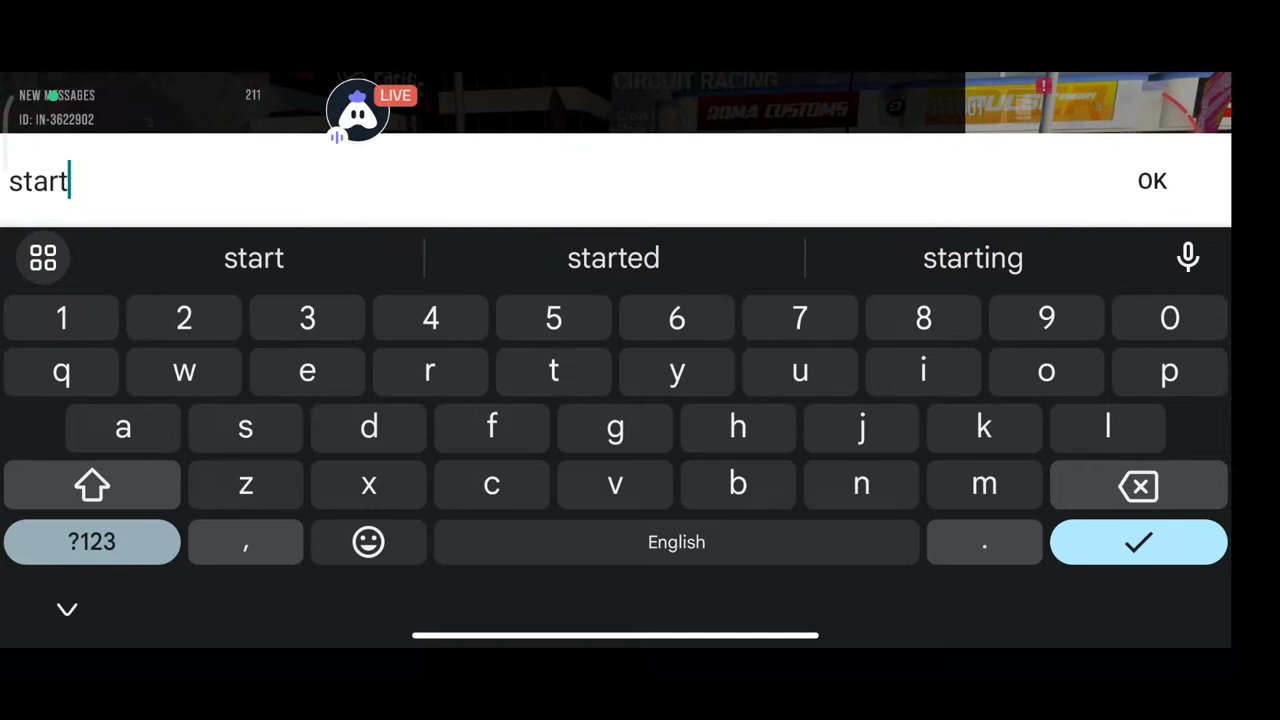 CIRCUIT RACING
NEW MESSAGES 211
LIVE
ROMA CUSTOMS
ID: IN-3622902
start
OK
start started starting
1 2 3 4 5 6 7 8 9 0
q w e r t y u i o p
a s d f g h j k l
z x c v b n m
?123 , English .